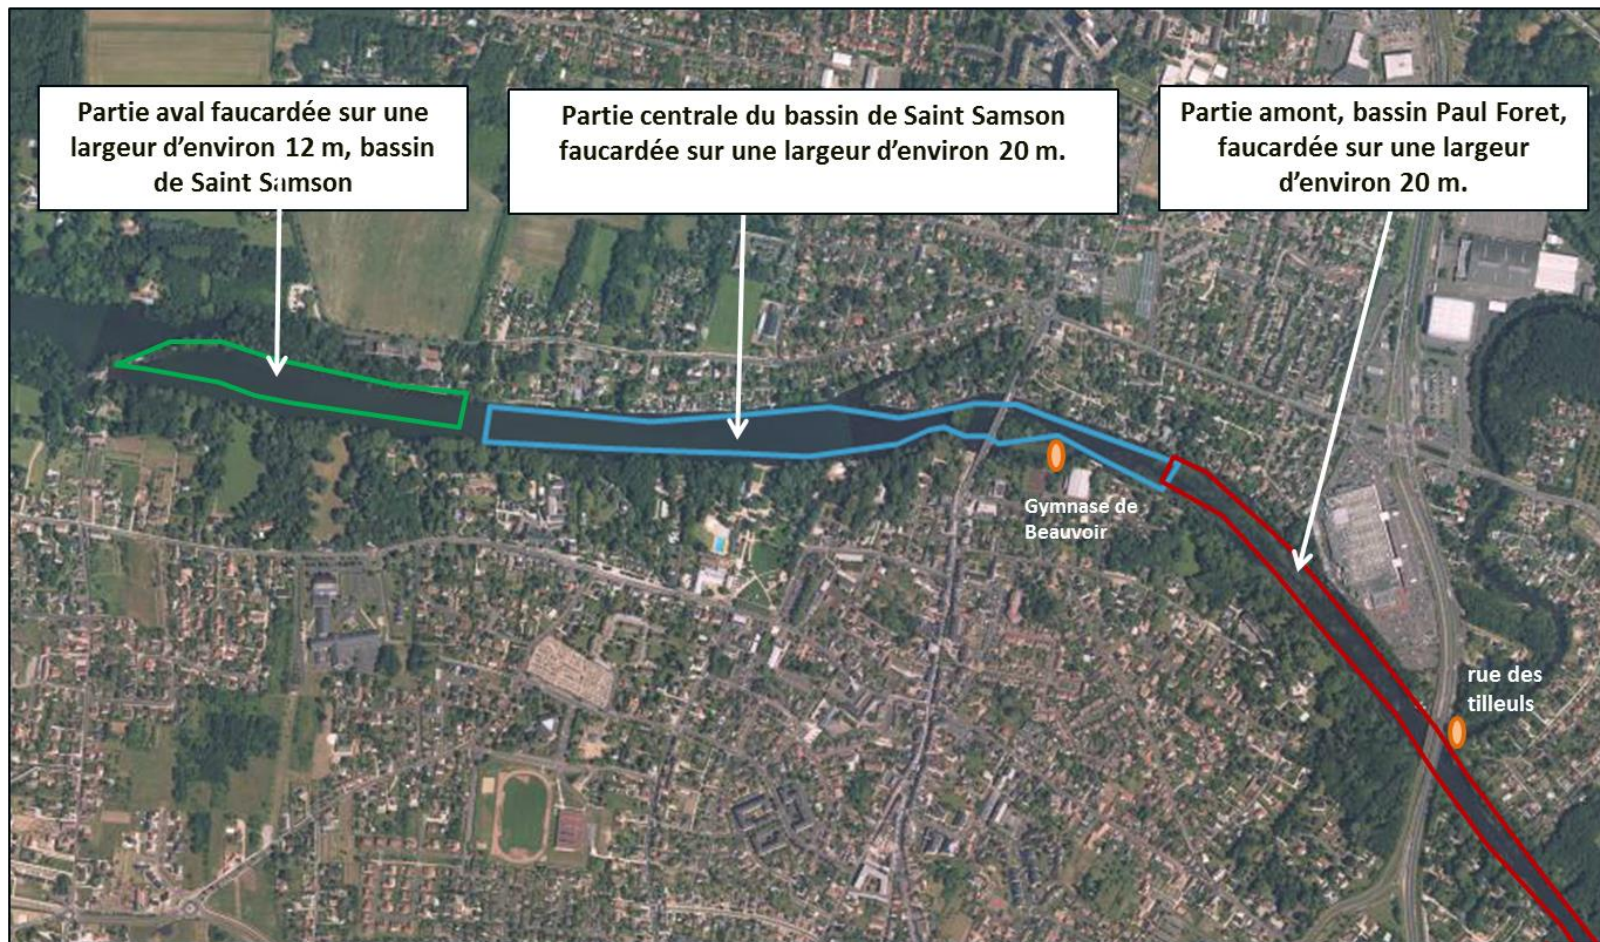 Partie aval faucardée sur une
largeur d'environ 12 m, bassin
de Saint Samson
Partie centrale du bassin de Saint Samson
faucardée sur une largeur d'environ 20 m.
Partie amont, bassin Paul Foret,
faucardée sur une largeur
d'environ 20 m.
Gymnase de
Beauvoir
rue des
tilleuls